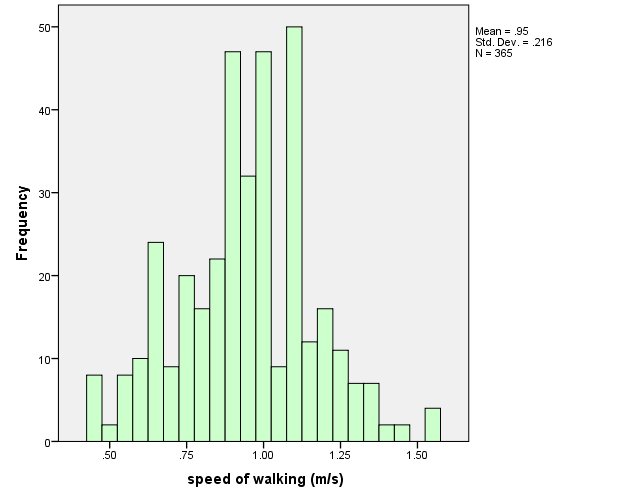 Mean = .95
Std. Dev. = .216
N = 365
50
40
30
20
10
0
Frequency
.50 .75 1.00 1.25 1.50
speed of walking (m/s)